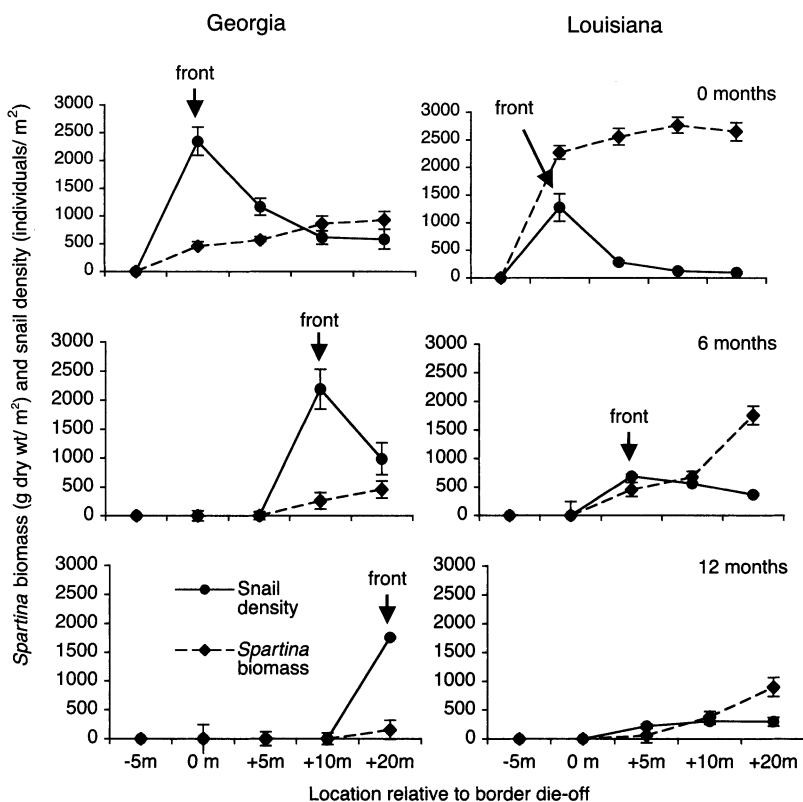 Georgia
Louisiana
Spartina biomass (g dry wt/ m²) and snail density (individuals/ m²)
front
3000
2500
2000
1500
1000
500
0
front
0 months
3000
2500
2000
1500
1000
500
0
front
3000
2500
2000
1500
1000
500
0
front
6 months
3000
2500
2000
1500
1000
500
0
3000
2500
2000
1500
1000
500
0
Snail
density
Spartina
biomass
front
-5m 0 m +5m +10m +20m
12 months
3000
2500
2000
1500
1000
500
0
-5m 0 m +5m +10m +20m
Location relative to border die-off